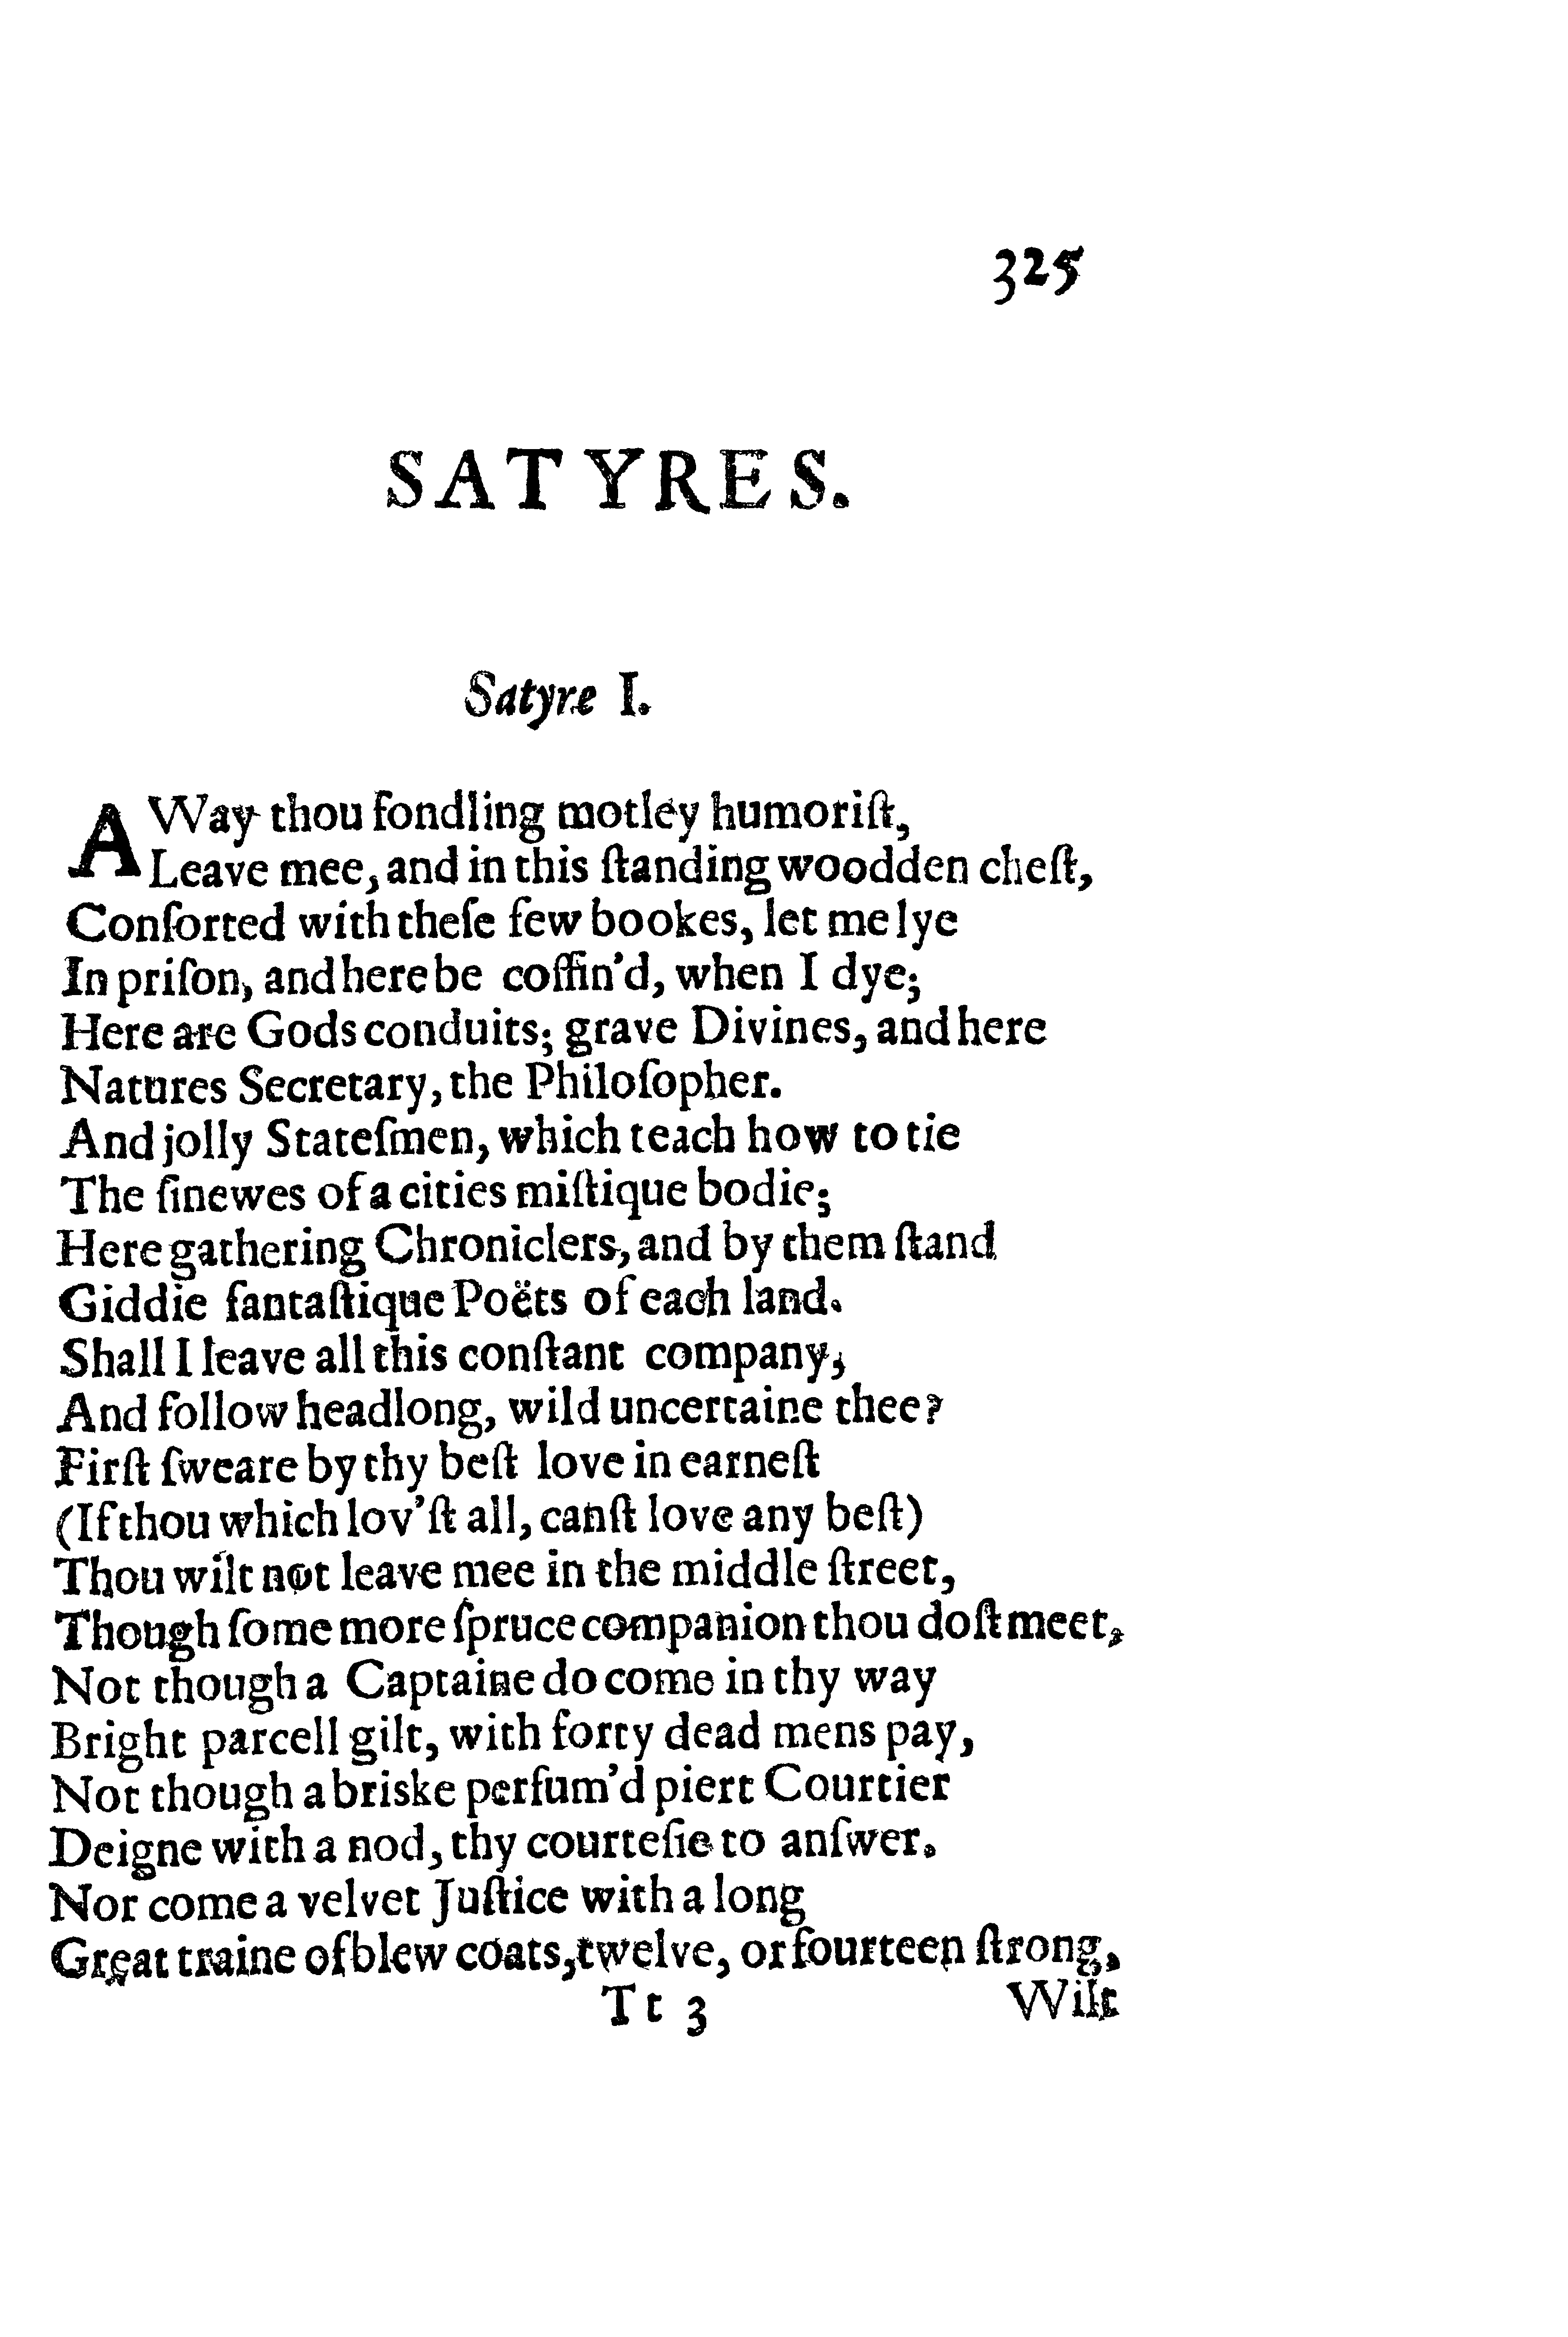 325
SATYRES.
Satyre I.
AWay thou fondling motley humoriſt,
Leave mee, and in this ſtanding woodden cheſt,
Conſorted with theſe few bookes, let me lye
In priſon, and here be coffin'd, when I dye;
Here are Gods conduits; grave Divines, and here
Natures Secretary, the Philoſopher.
And jolly Stateſmen, which teach how to tie
The ſinewes of a cities miſtique bodie;
Here gathering Chroniclers, and by them ſtand
Giddie fantaſtique Poëts of each land.
Shall I leave all this conſtant company,
And follow headlong, wild uncertaine thee?
Firſt ſweare by thy beſt love in earneſt
(If thou which lov'ſt all, canſt love any beſt)
Thou wilt not leave mee in the middle ſtreet,
Though ſome more ſpruce companion thou doſt meet,
Not though a Captaine do come in thy way
Bright parcell gilt, with forty dead mens pay,
Not though a briske perfum'd piert Courtier
Deigne with a nod, thy courteſie to anſwer.
Nor come a velvet Juſtice with a long
Great traine of blew coats, twelve, or fourteen ſtrong,
Tt 3 Wilt